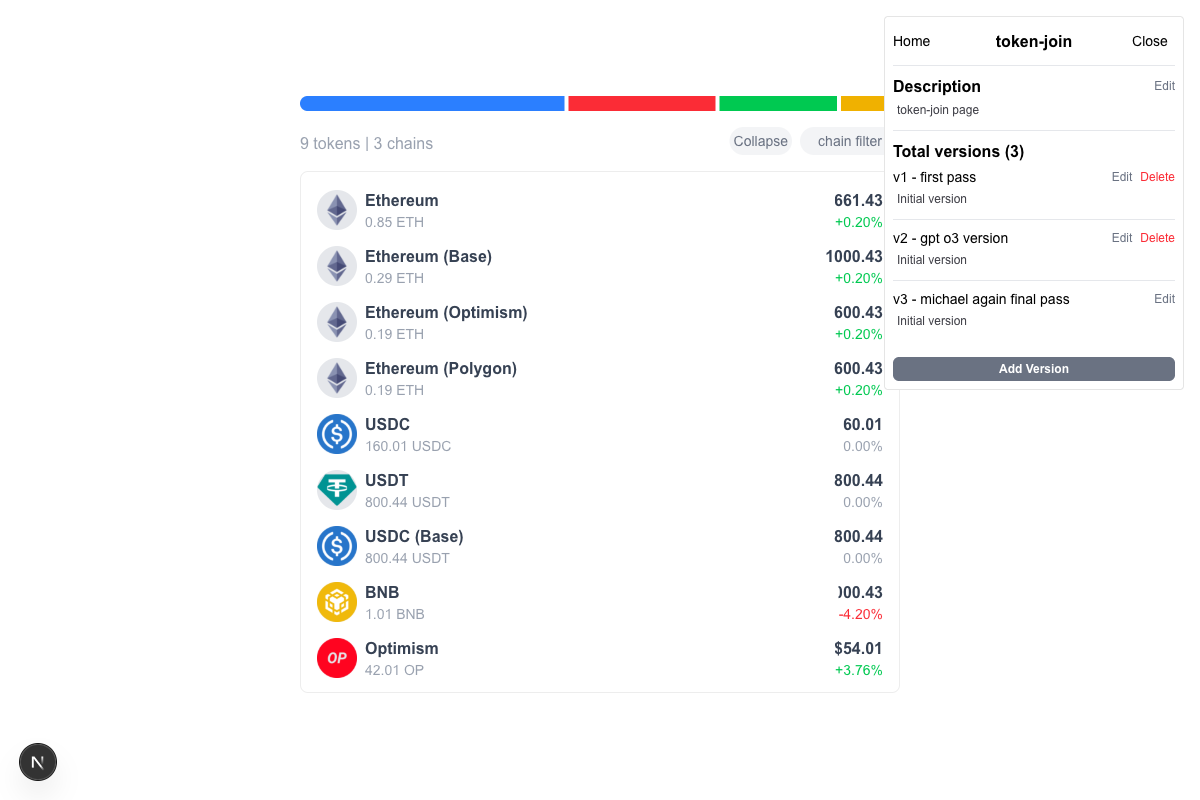 Home token-join Close
Description Edit
token-join page
Total versions (3)
v1 - first pass Edit Delete
Initial version
v2 - gpt o3 version Edit Delete
Initial version
v3 - michael again final pass Edit
Initial version
Add Version
9 tokens | 3 chains
Collapse chain filter
Ethereum 661.43
0.85 ETH +0.20%
Ethereum (Base) 1000.43
0.29 ETH +0.20%
Ethereum (Optimism) 600.43
0.19 ETH +0.20%
Ethereum (Polygon) 600.43
0.19 ETH +0.20%
USDC 60.01
160.01 USDC 0.00%
USDT 800.44
800.44 USDT 0.00%
USDC (Base) 800.44
800.44 USDT 0.00%
BNB
1.01 BNB -4.20%
OP
Optimism $54.01
42.01 OP +3.76%
N